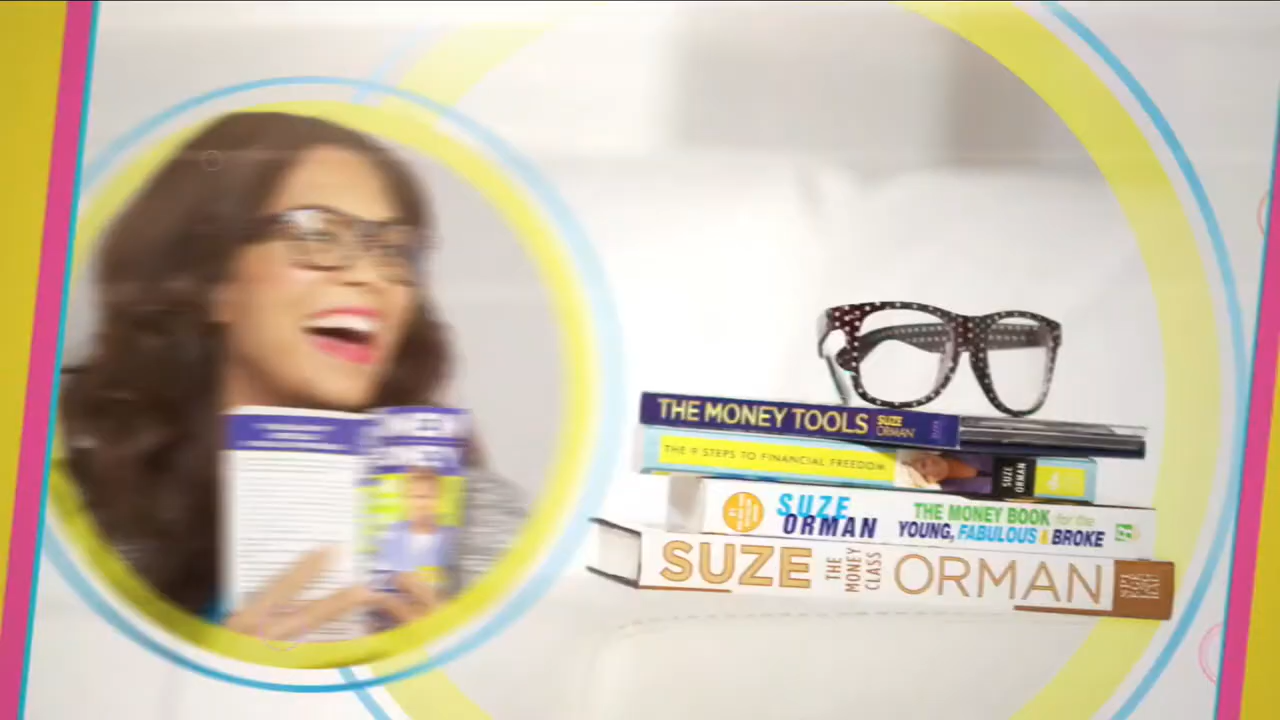 THE MONEY TOOLS SUZE ORMAN
THE 9 STEPS TO FINANCIAL FREEDOM SUZE ORMAN
SUZE ORMAN THE MONEY BOOK for the YOUNG, FABULOUS & BROKE
SUZE THE MONEY CLASS ORMAN